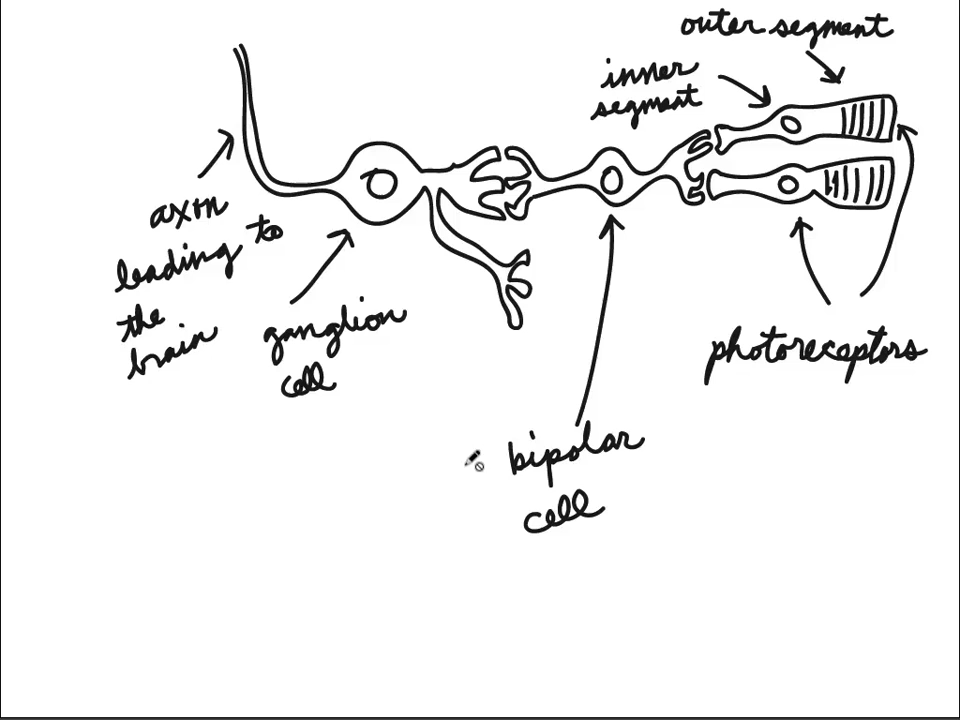 outer segment
inner
segment
axon
leading to
the
brain
ganglion
cell
photoreceptors
bipolar
cell